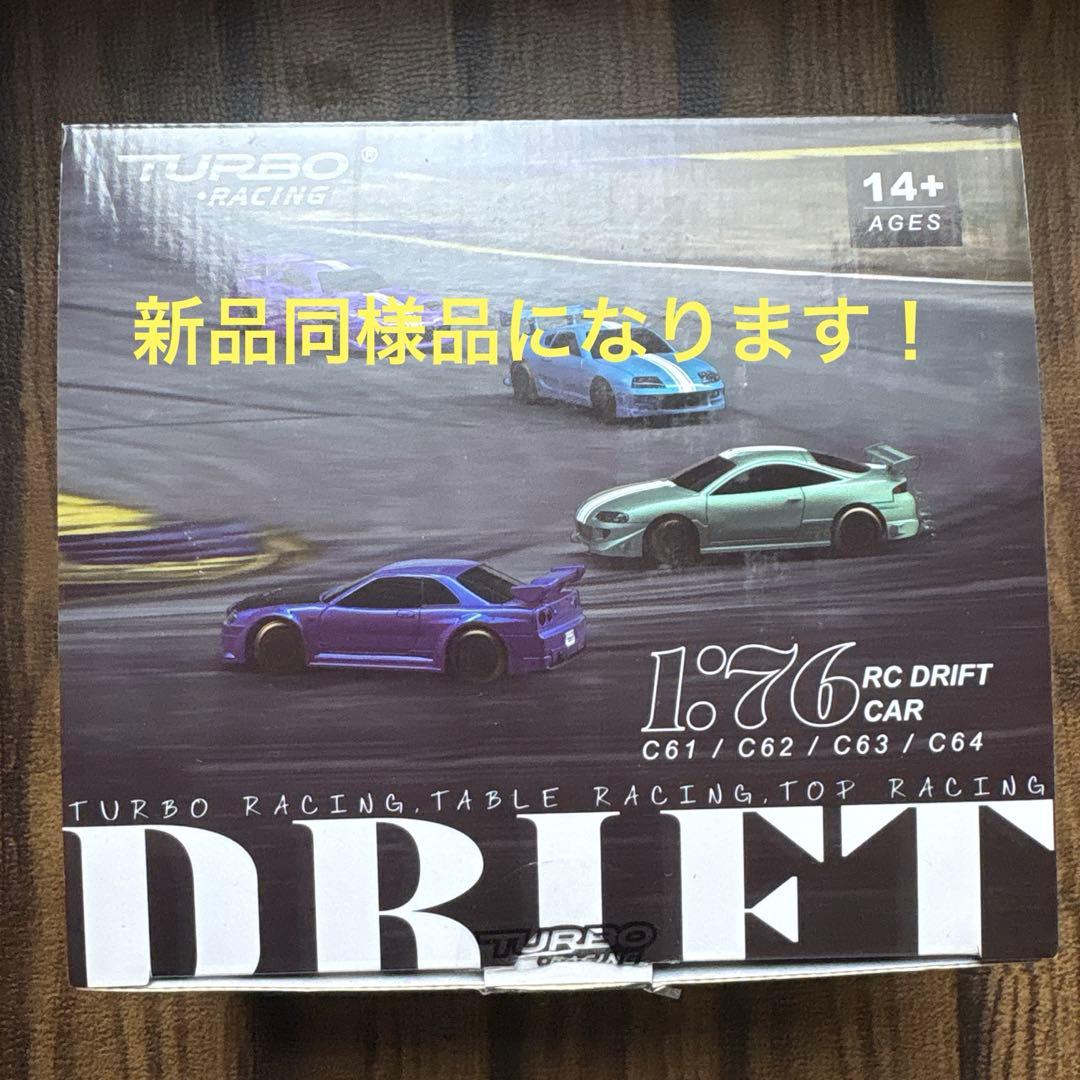 TURBO®
•RACING
14+
AGES
新品同様品になります！
1:76
RC DRIFT
CAR
C61 / C62 / C63 / C64
TURBO RACING,TABLE RACING,TOP RACING
DRIFT
TURBO
•RACING